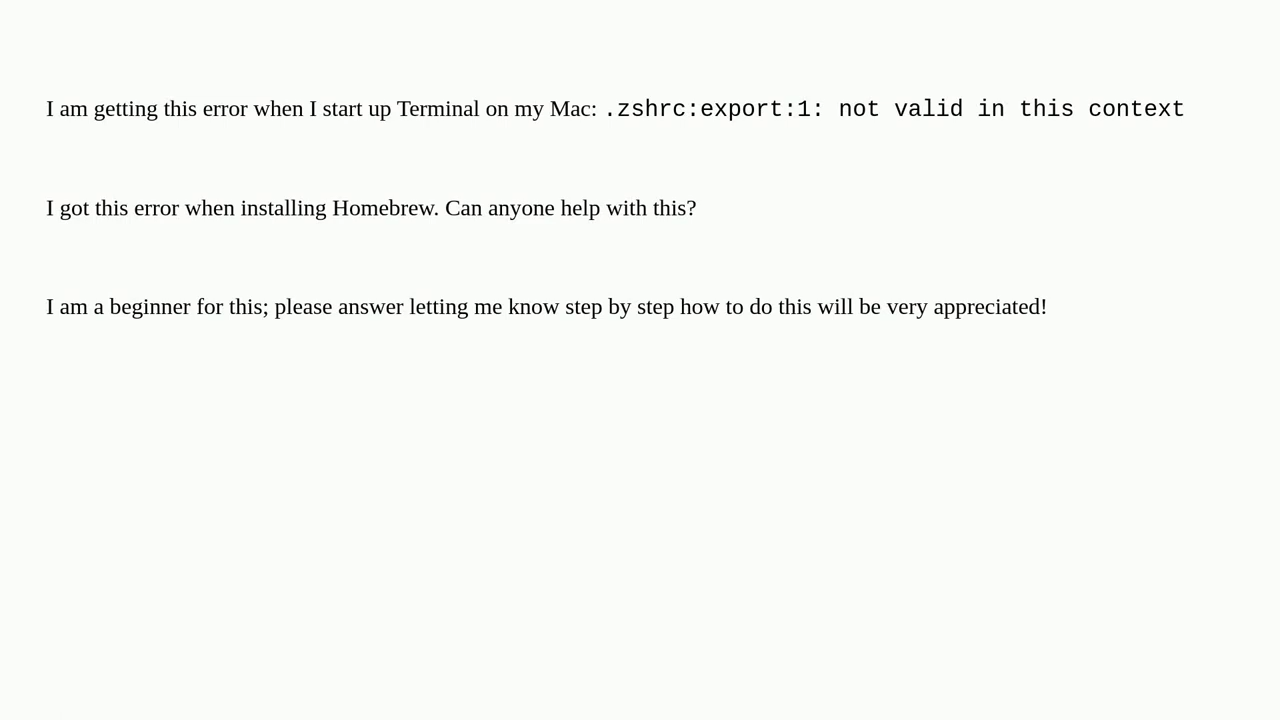 I am getting this error when I start up Terminal on my Mac: .zshrc:export:1: not valid in this context
I got this error when installing Homebrew. Can anyone help with this?
I am a beginner for this; please answer letting me know step by step how to do this will be very appreciated!